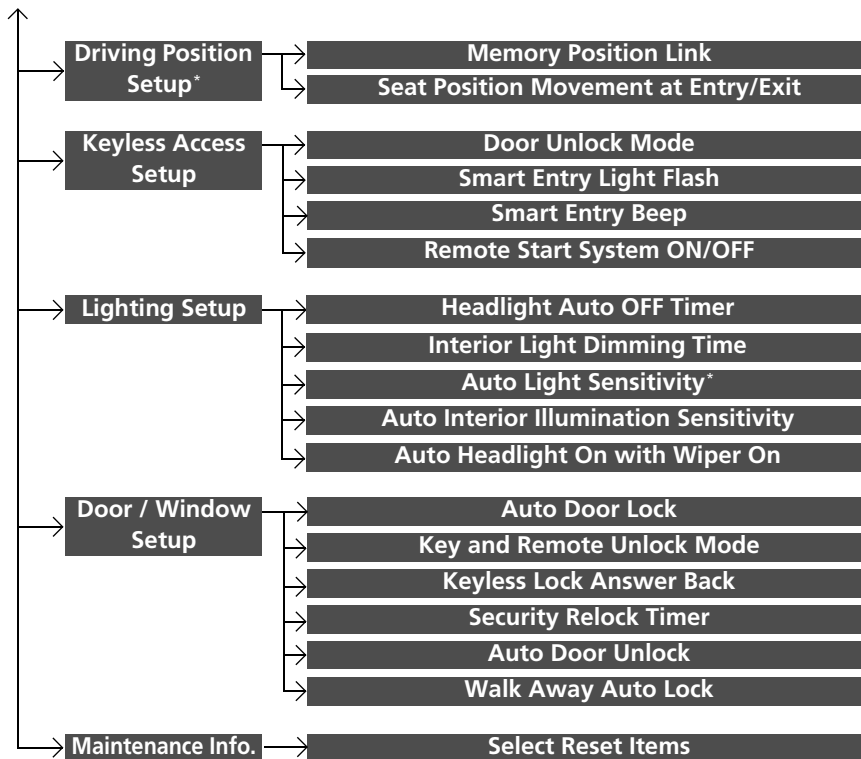 Driving Position
Setup*
Memory Position Link
Seat Position Movement at Entry/Exit
Keyless Access
Setup
Door Unlock Mode
Smart Entry Light Flash
Smart Entry Beep
Remote Start System ON/OFF
Lighting Setup
Headlight Auto OFF Timer
Interior Light Dimming Time
Auto Light Sensitivity*
Auto Interior Illumination Sensitivity
Auto Headlight On with Wiper On
Door / Window
Setup
Auto Door Lock
Key and Remote Unlock Mode
Keyless Lock Answer Back
Security Relock Timer
Auto Door Unlock
Walk Away Auto Lock
Maintenance Info.
Select Reset Items